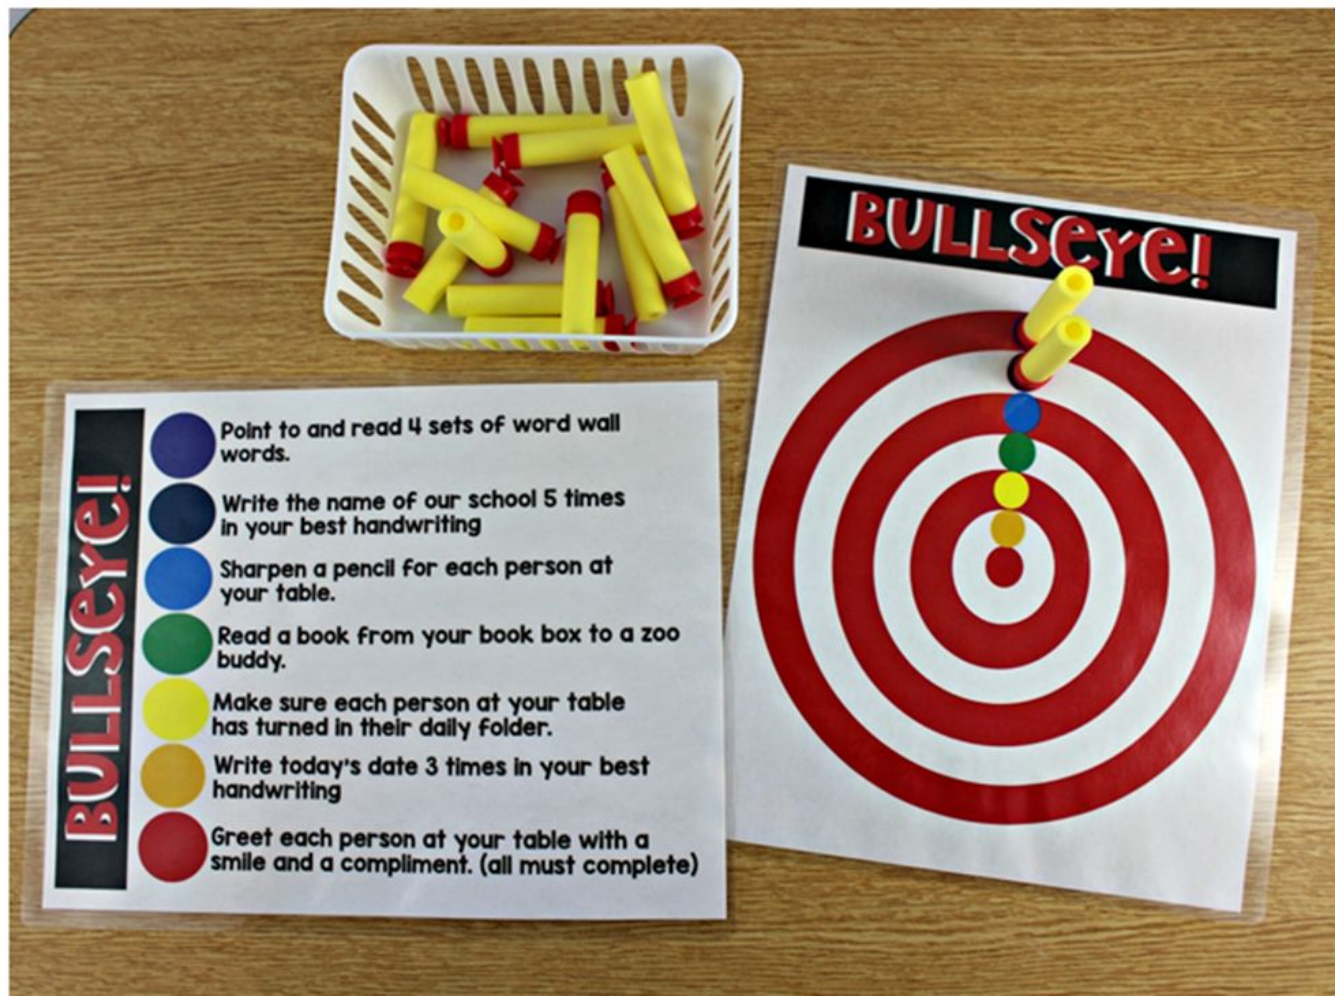 BULLSeYe!
BULLSeYe!
Point to and read 4 sets of word wall
words.
Write the name of our school 5 times
in your best handwriting
Sharpen a pencil for each person at
your table.
Read a book from your book box to a zoo
buddy.
Make sure each person at your table
has turned in their daily folder.
Write today's date 3 times in your best
handwriting
Greet each person at your table with a
smile and a compliment. (all must complete)